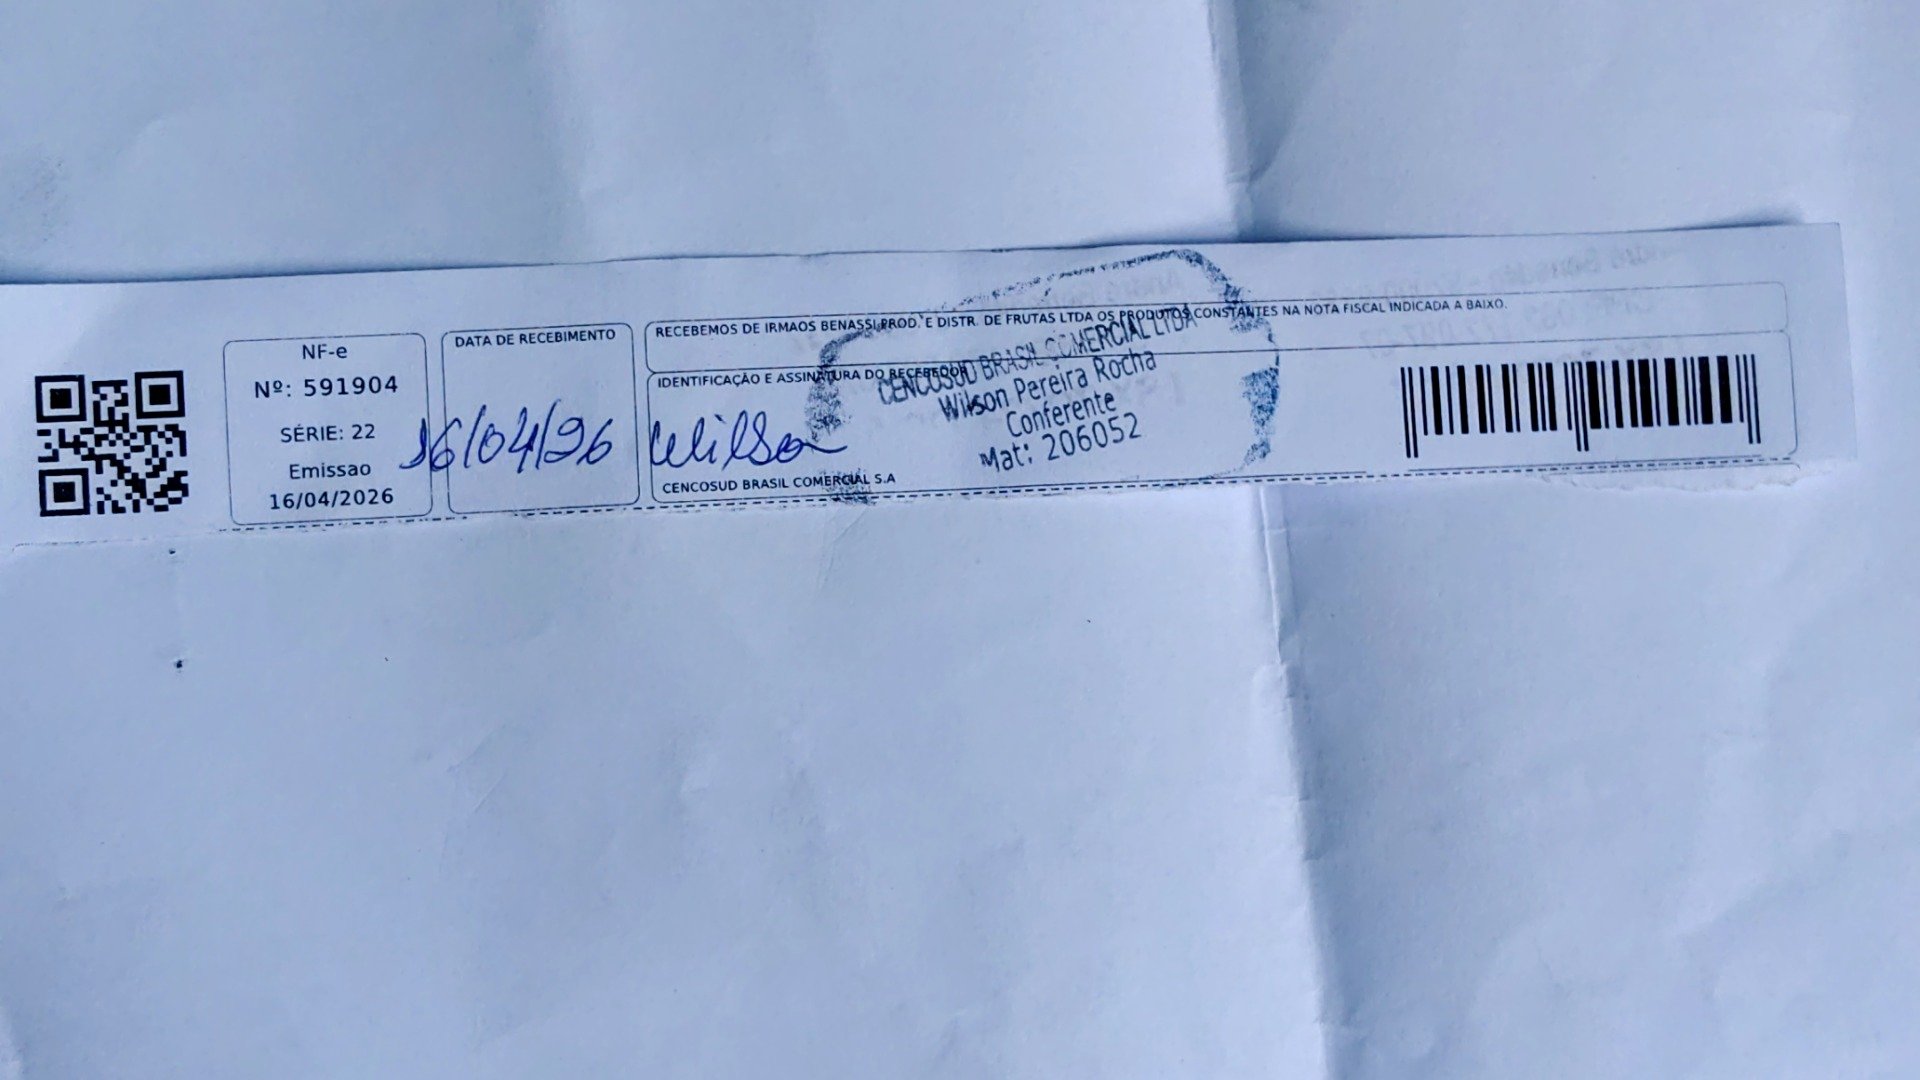 NF-e
Nº: 591904
SÉRIE: 22
Emissao
16/04/2026
DATA DE RECEBIMENTO
16/04/26
RECEBEMOS DE IRMAOS BENASSI PROD. E DISTR. DE FRUTAS LTDA OS PRODUTOS CONSTANTES NA NOTA FISCAL INDICADA A BAIXO.
IDENTIFICAÇÃO E ASSINATURA DO RECEBEDOR
Wilson
CENCOSUD BRASIL COMERCIAL S.A
CENCOSUD BRASIL COMERCIAL LTDA
Wilson Pereira Rocha
Conferente
Mat: 206052